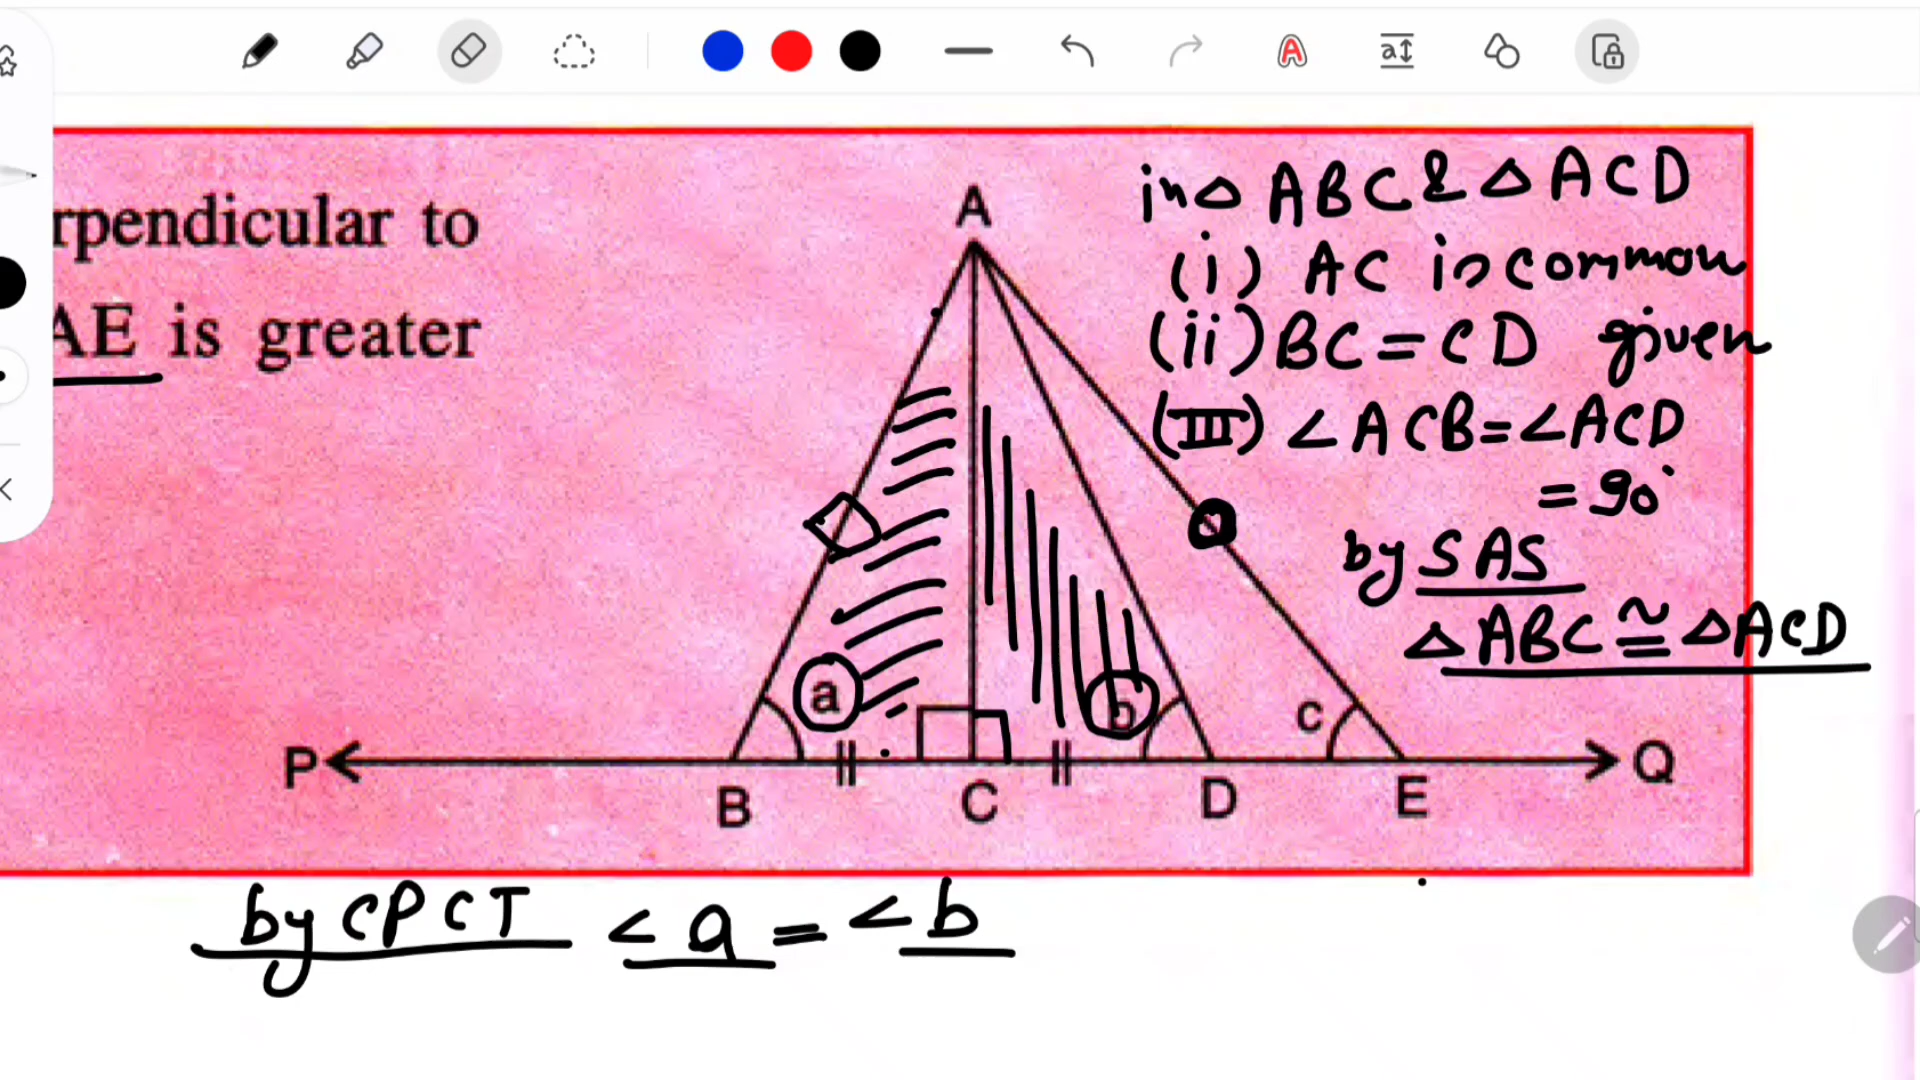 rpendicular to
AE is greater
in △ ABC & △ ACD
(i) AC is common
(ii) BC = CD given
(III) ∠ACB = ∠ACD
= 90°
by SAS
△ABC ≅ △ACD
A
a
b
c
P
B
C
D
E
Q
by CPCT ∠a = ∠b